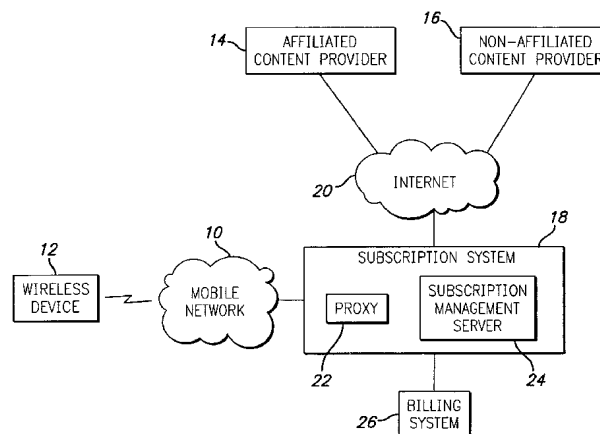 14
AFFILIATED
CONTENT PROVIDER
16
NON-AFFILIATED
CONTENT PROVIDER
20
INTERNET
18
SUBSCRIPTION SYSTEM
12
WIRELESS
DEVICE
10
MOBILE
NETWORK
PROXY
22
SUBSCRIPTION
MANAGEMENT
SERVER
24
26
BILLING
SYSTEM